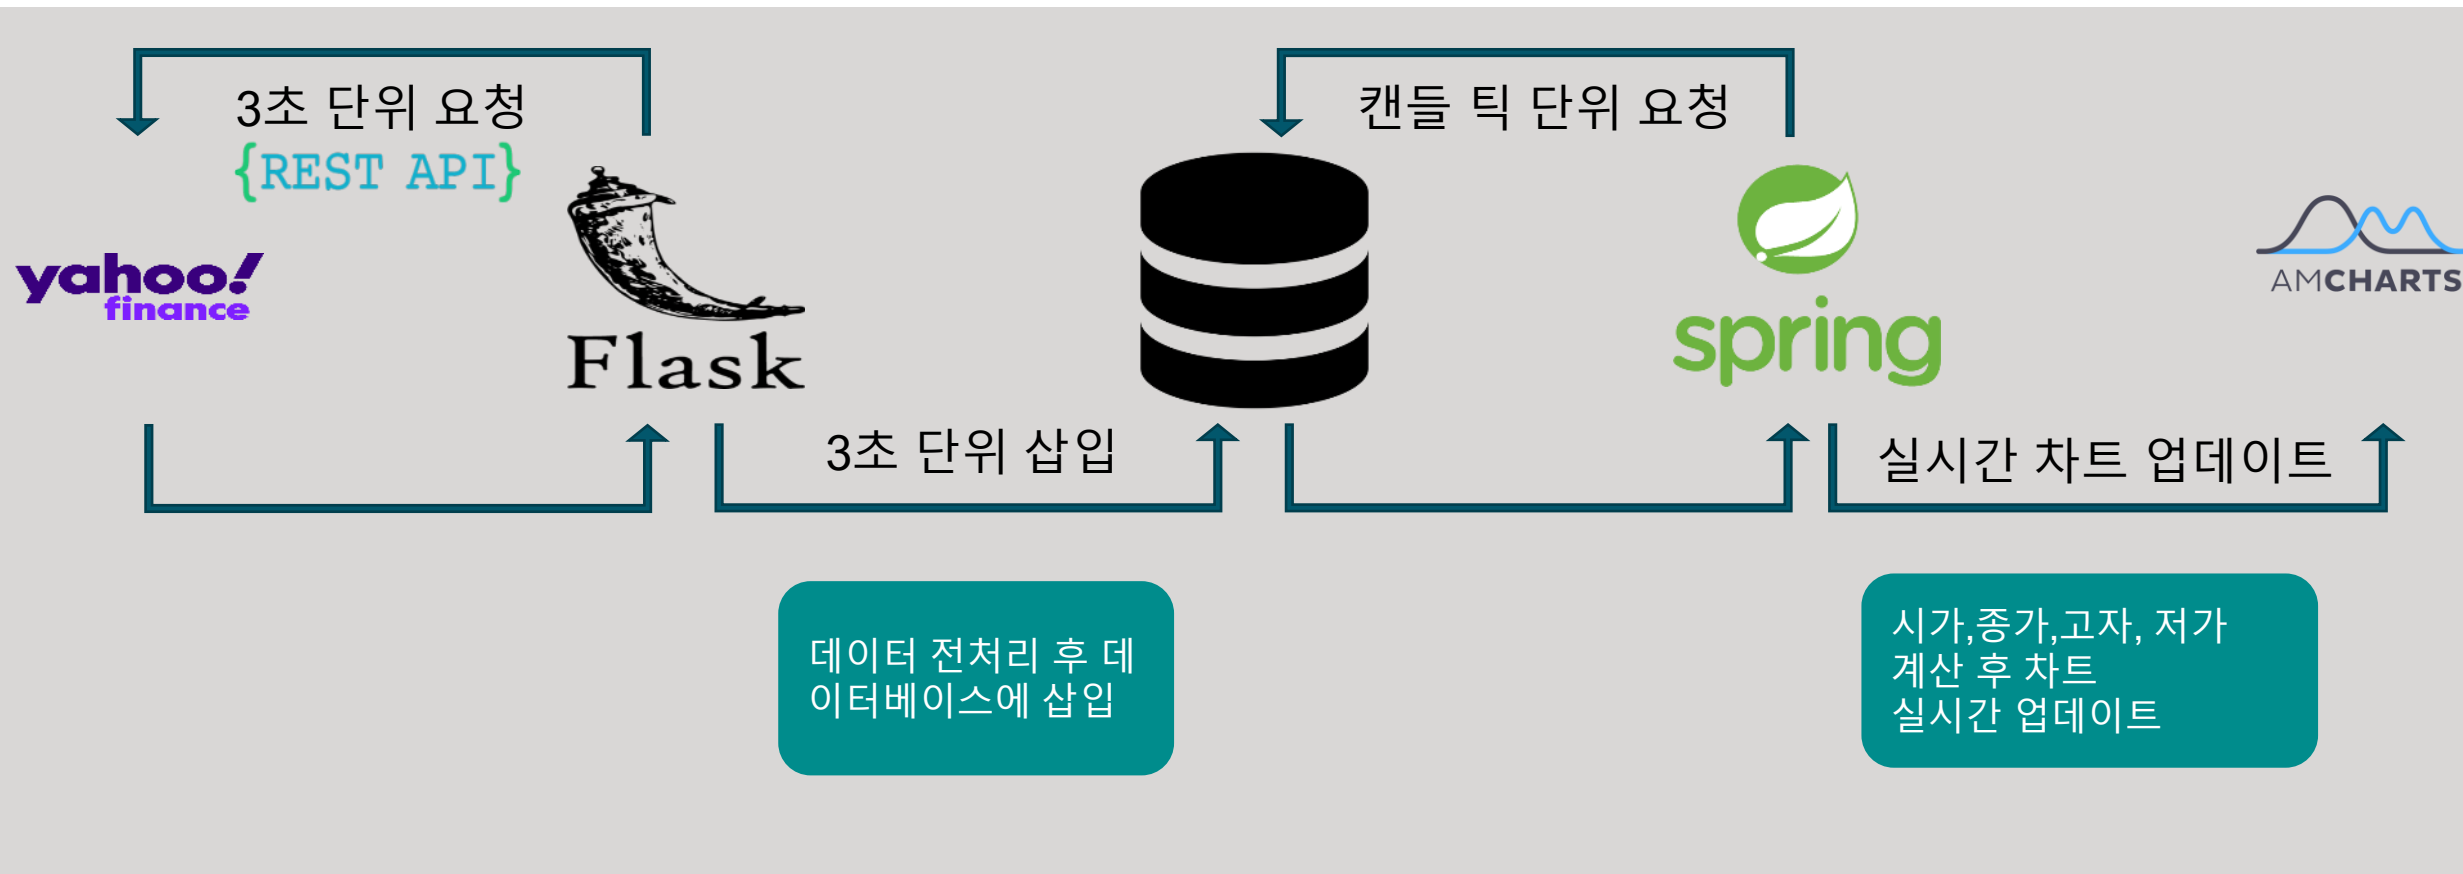 3초 단위 요청
{REST API}
yahoo!
finance
Flask
3초 단위 삽입
캔들 틱 단위 요청
spring
실시간 차트 업데이트
AMCHARTS
데이터 전처리 후 데
이터베이스에 삽입
시가,종가,고자, 저가
계산 후 차트
실시간 업데이트